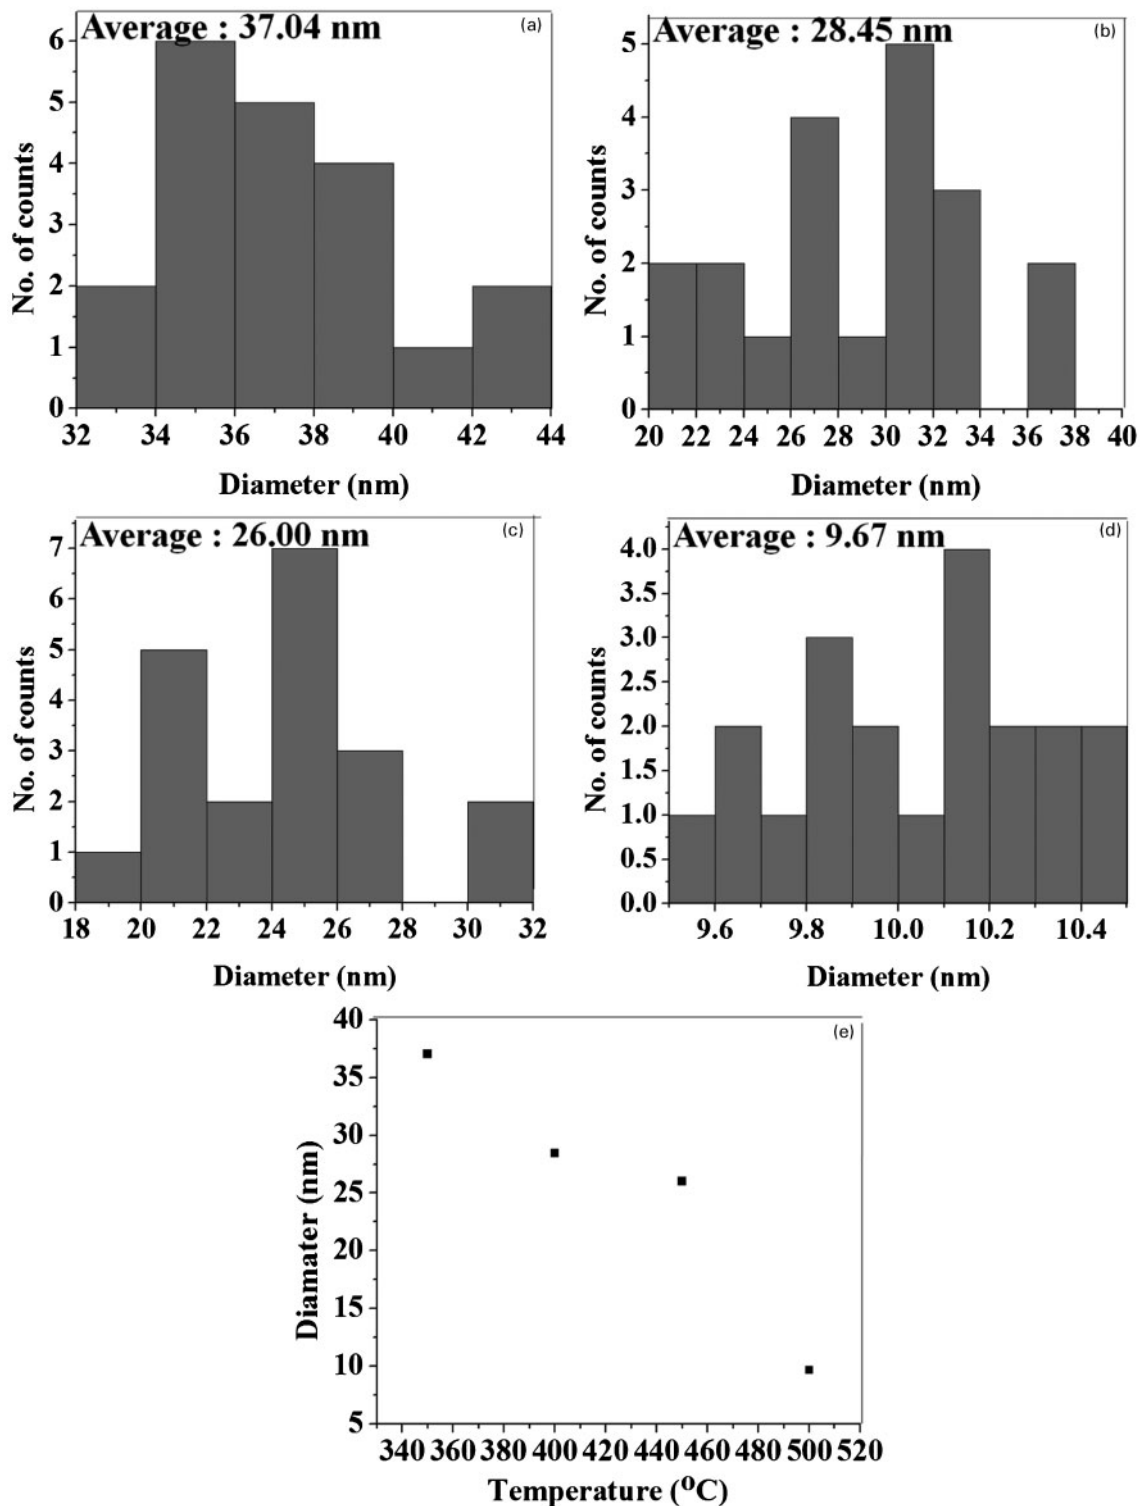 Average : 37.04 nm
(a)
6
5
4
3
2
1
0
No. of counts
32 34 36 38 40 42 44
Diameter (nm)
Average : 28.45 nm
(b)
5
4
3
2
1
0
No. of counts
20 22 24 26 28 30 32 34 36 38 40
Diameter (nm)
Average : 26.00 nm
(c)
7
6
5
4
3
2
1
0
No. of counts
18 20 22 24 26 28 30 32
Diameter (nm)
Average : 9.67 nm
(d)
4.0
3.5
3.0
2.5
2.0
1.5
1.0
0.5
0.0
No. of counts
9.6 9.8 10.0 10.2 10.4
Diameter (nm)
(e)
40
35
30
25
20
15
10
5
Diamater (nm)
340 360 380 400 420 440 460 480 500 520
Temperature (⁰C)